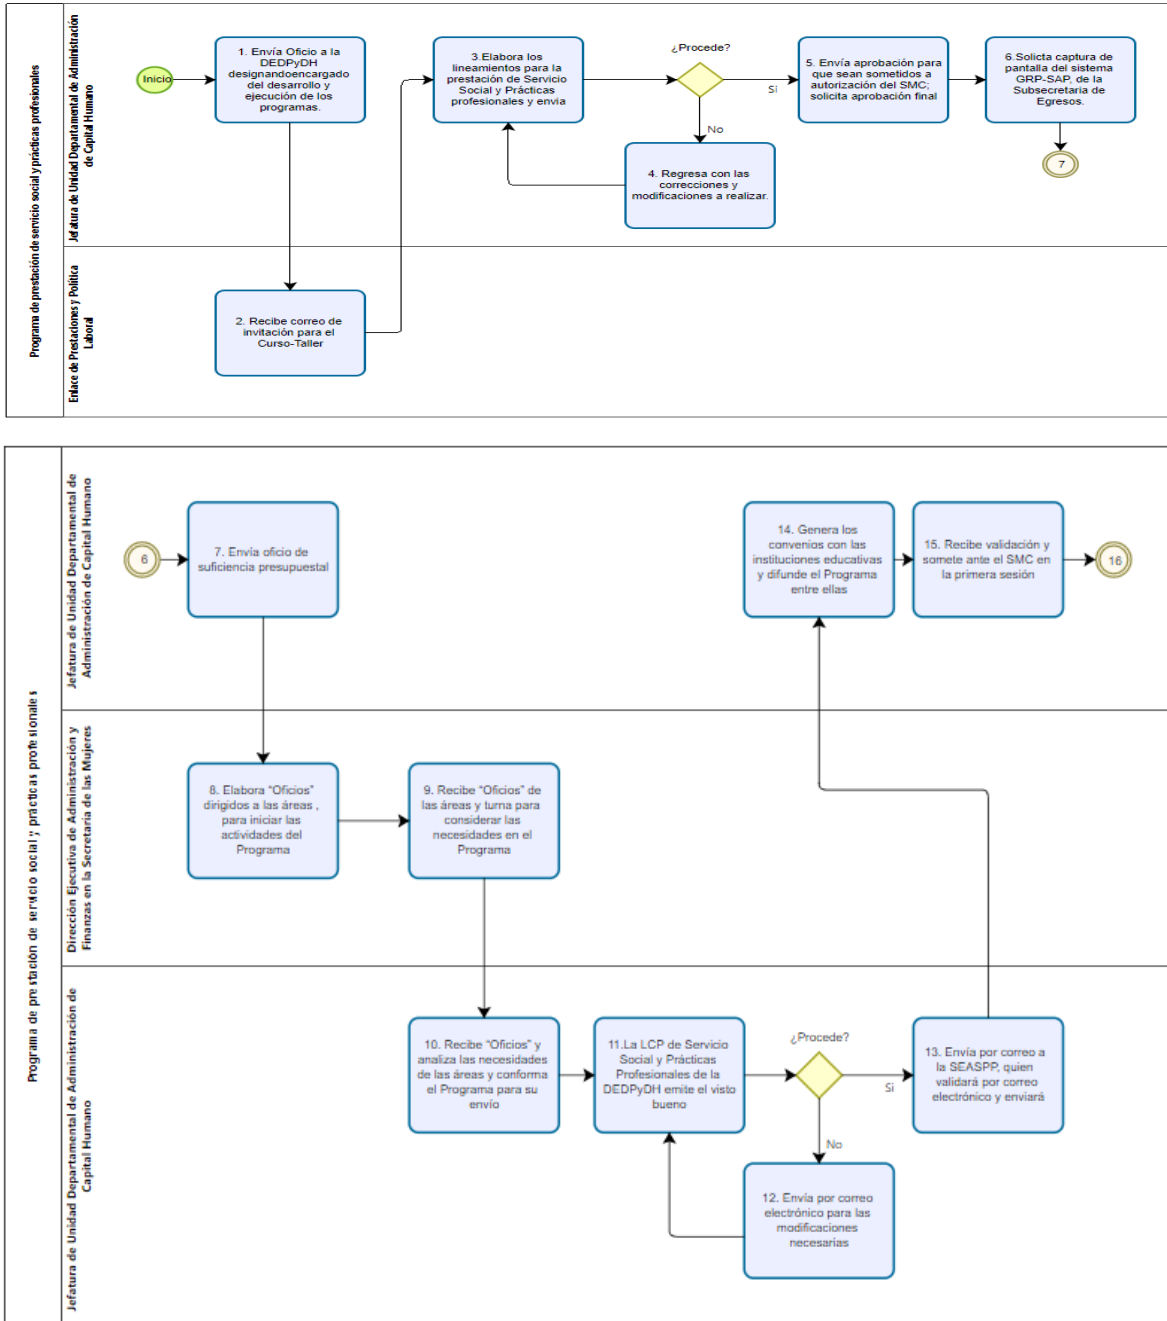 Programa de prestación de servicio social y prácticas profesionales
Jefatura de Unidad Departamental de Administración
de Capital Humano
Inicio
1. Envía Oficio a la
DEDPyDH
designandoencargado
del desarrollo y
ejecución de los
programas.
3.Elabora los
lineamientos para la
prestación de Servicio
Social y Prácticas
profesionales y envia
¿Procede?
Si
No
4. Regresa con las
correcciones y
modificaciones a realizar.
5. Envía aprobación para
que sean sometidos a
autorización del SMC;
solicita aprobación final
6.Solicta captura de
pantalla del sistema
GRP-SAP, de la
Subsecretaria de
Egresos.
7
Enlace de Prestaciones y Política
Laboral
2. Recibe correo de
invitación para el
Curso-Taller
Programa de prestación de servicio social y prácticas profesionales
Jefatura de Unidad Departamental de
Administración de Capital Humano
6
7. Envía oficio de
suficiencia presupuestal
14. Genera los
convenios con las
instituciones educativas
y difunde el Programa
entre ellas
15. Recibe validación y
somete ante el SMC en
la primera sesión
16
Dirección Ejecutiva de Administración y
Finanzas en la Secretaría de las Mujeres
8. Elabora “Oficios”
dirigidos a las áreas ,
para iniciar las
actividades del
Programa
9. Recibe “Oficios” de
las áreas y turna para
considerar las
necesidades en el
Programa
Jefatura de Unidad Departamental de Administración de
Capital Humano
10. Recibe “Oficios” y
analiza las necesidades
de las áreas y conforma
el Programa para su
envío
11.La LCP de Servicio
Social y Prácticas
Profesionales de la
DEDPyDH emite el visto
bueno
¿Procede?
Si
No
12. Envía por correo
electrónico para las
modificaciones
necesarias
13. Envía por correo a
la SEASPP, quien
validará por correo
electrónico y enviará